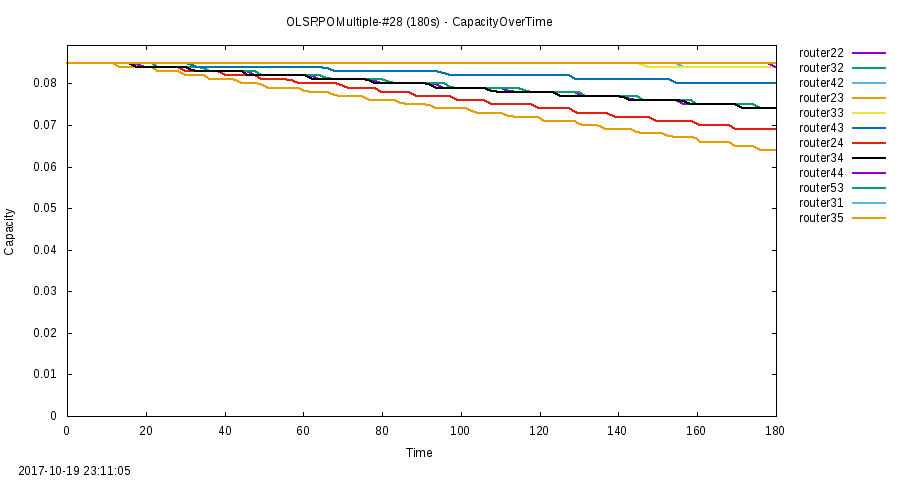 OLSRPOMultiple-#28 (180s) - CapacityOverTime
router22
router32
router42
router23
router33
router43
router24
router34
router44
router53
router31
router35
0.08
0.07
0.06
0.05
0.04
0.03
0.02
0.01
0
Capacity
0 20 40 60 80 100 120 140 160 180
Time
2017-10-19 23:11:05